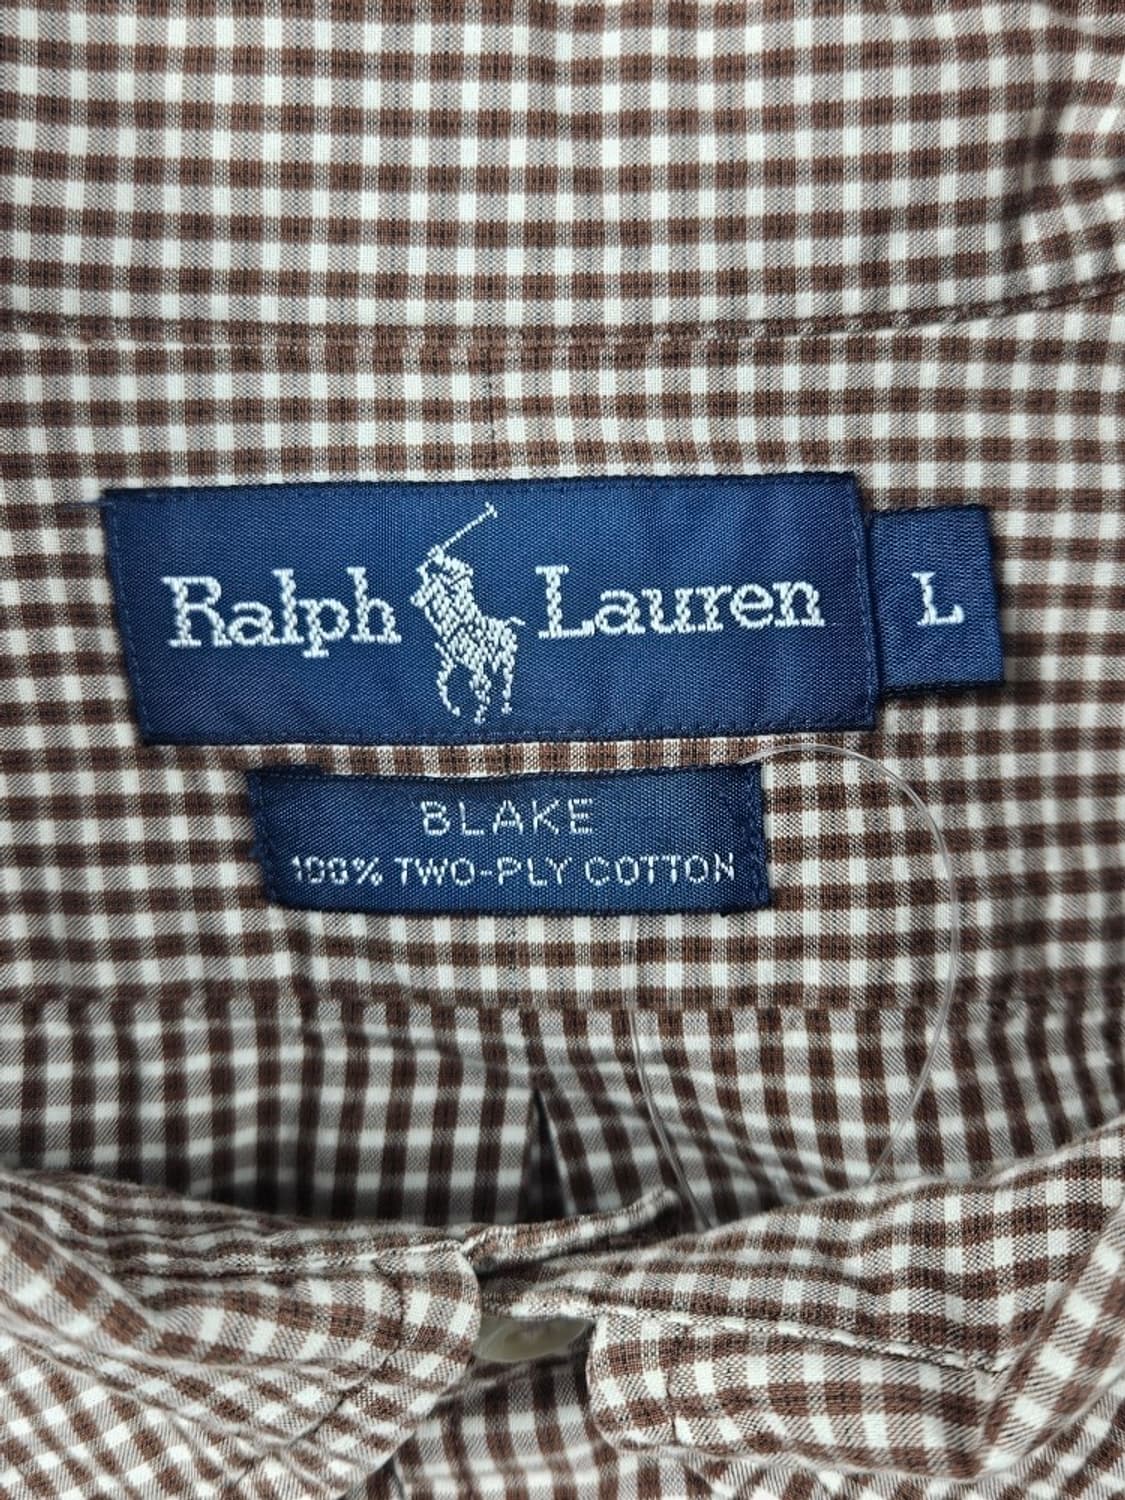 Ralph Lauren L
BLAKE
100% TWO-PLY COTTON